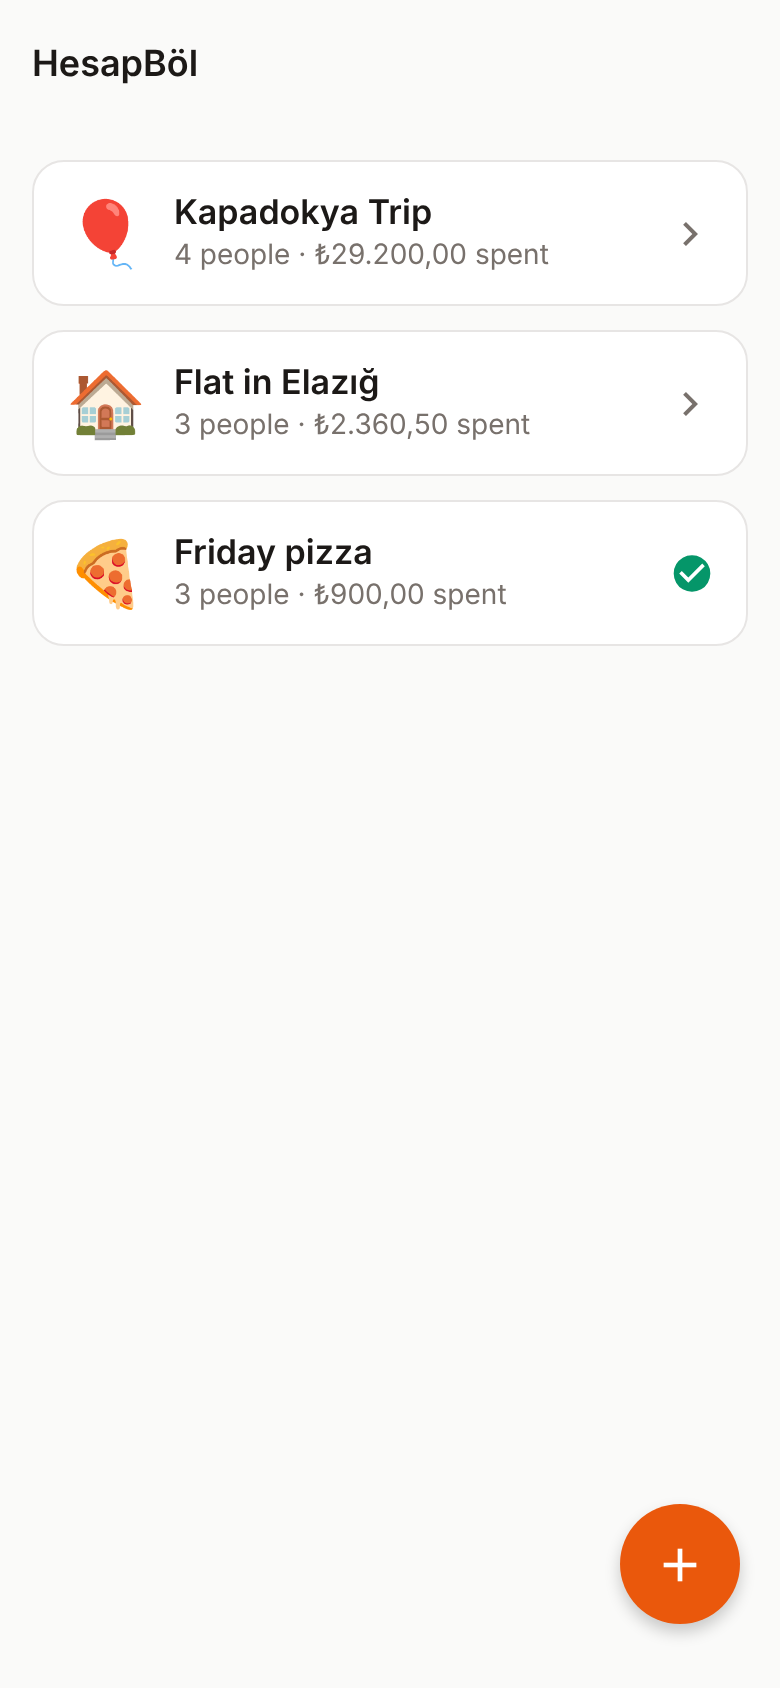 HesapBöl
Kapadokya Trip
4 people · ₺29.200,00 spent
Flat in Elazığ
3 people · ₺2.360,50 spent
Friday pizza
3 people · ₺900,00 spent